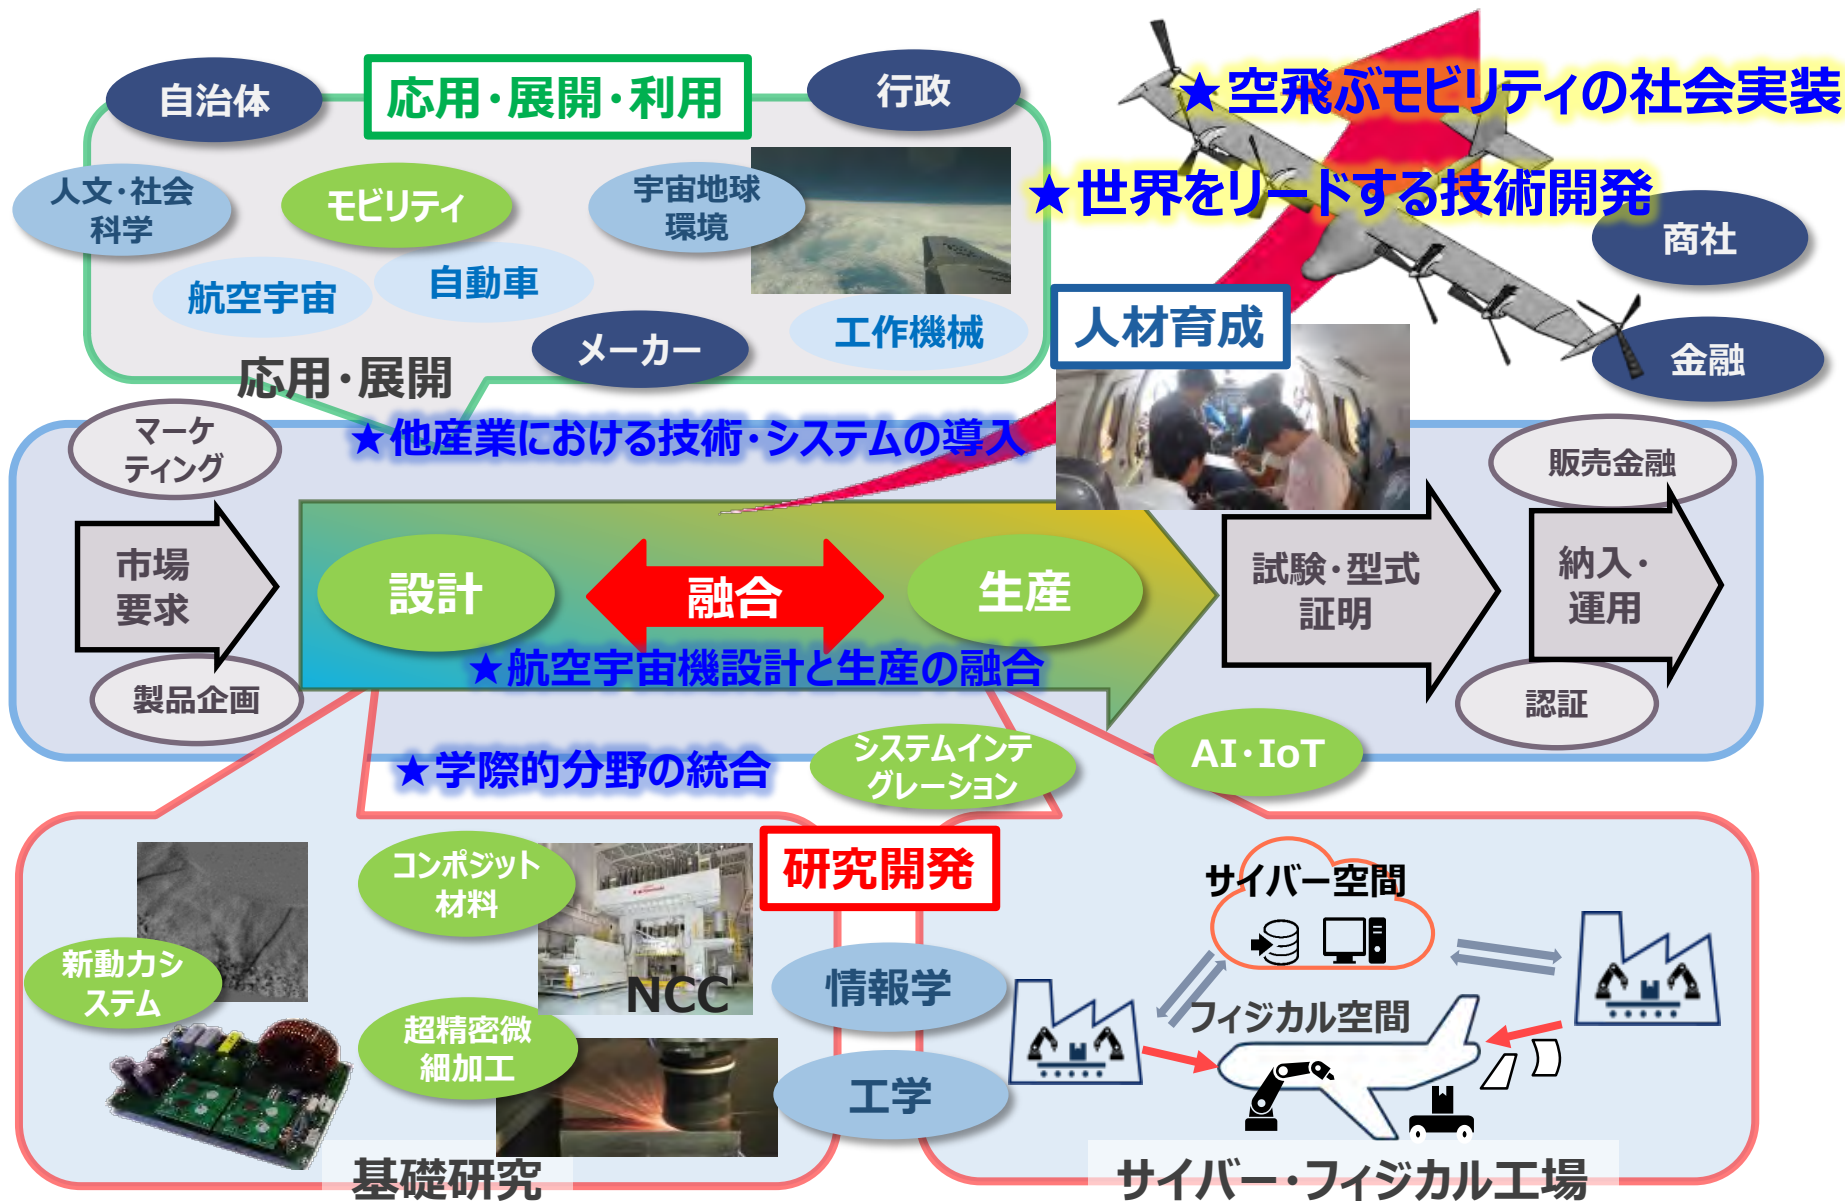 自治体
応用・展開・利用
行政
★空飛ぶモビリティの社会実装
人文・社会
科学
モビリティ
宇宙地球
環境
★世界をリードする技術開発
商社
航空宇宙
自動車
メーカー
工作機械
人材育成
金融
応用・展開
マーケ
ティング
★他産業における技術・システムの導入
販売金融
市場
要求
設計
融合
生産
試験・型式
証明
納入・
運用
★航空宇宙機設計と生産の融合
製品企画
認証
★学際的分野の統合
システムインテ
グレーション
AI・IoT
コンポジット
材料
研究開発
サイバー空間
新動力シ
ステム
NCC
情報学
フィジカル空間
超精密微
細加工
工学
基礎研究
サイバー・フィジカル工場